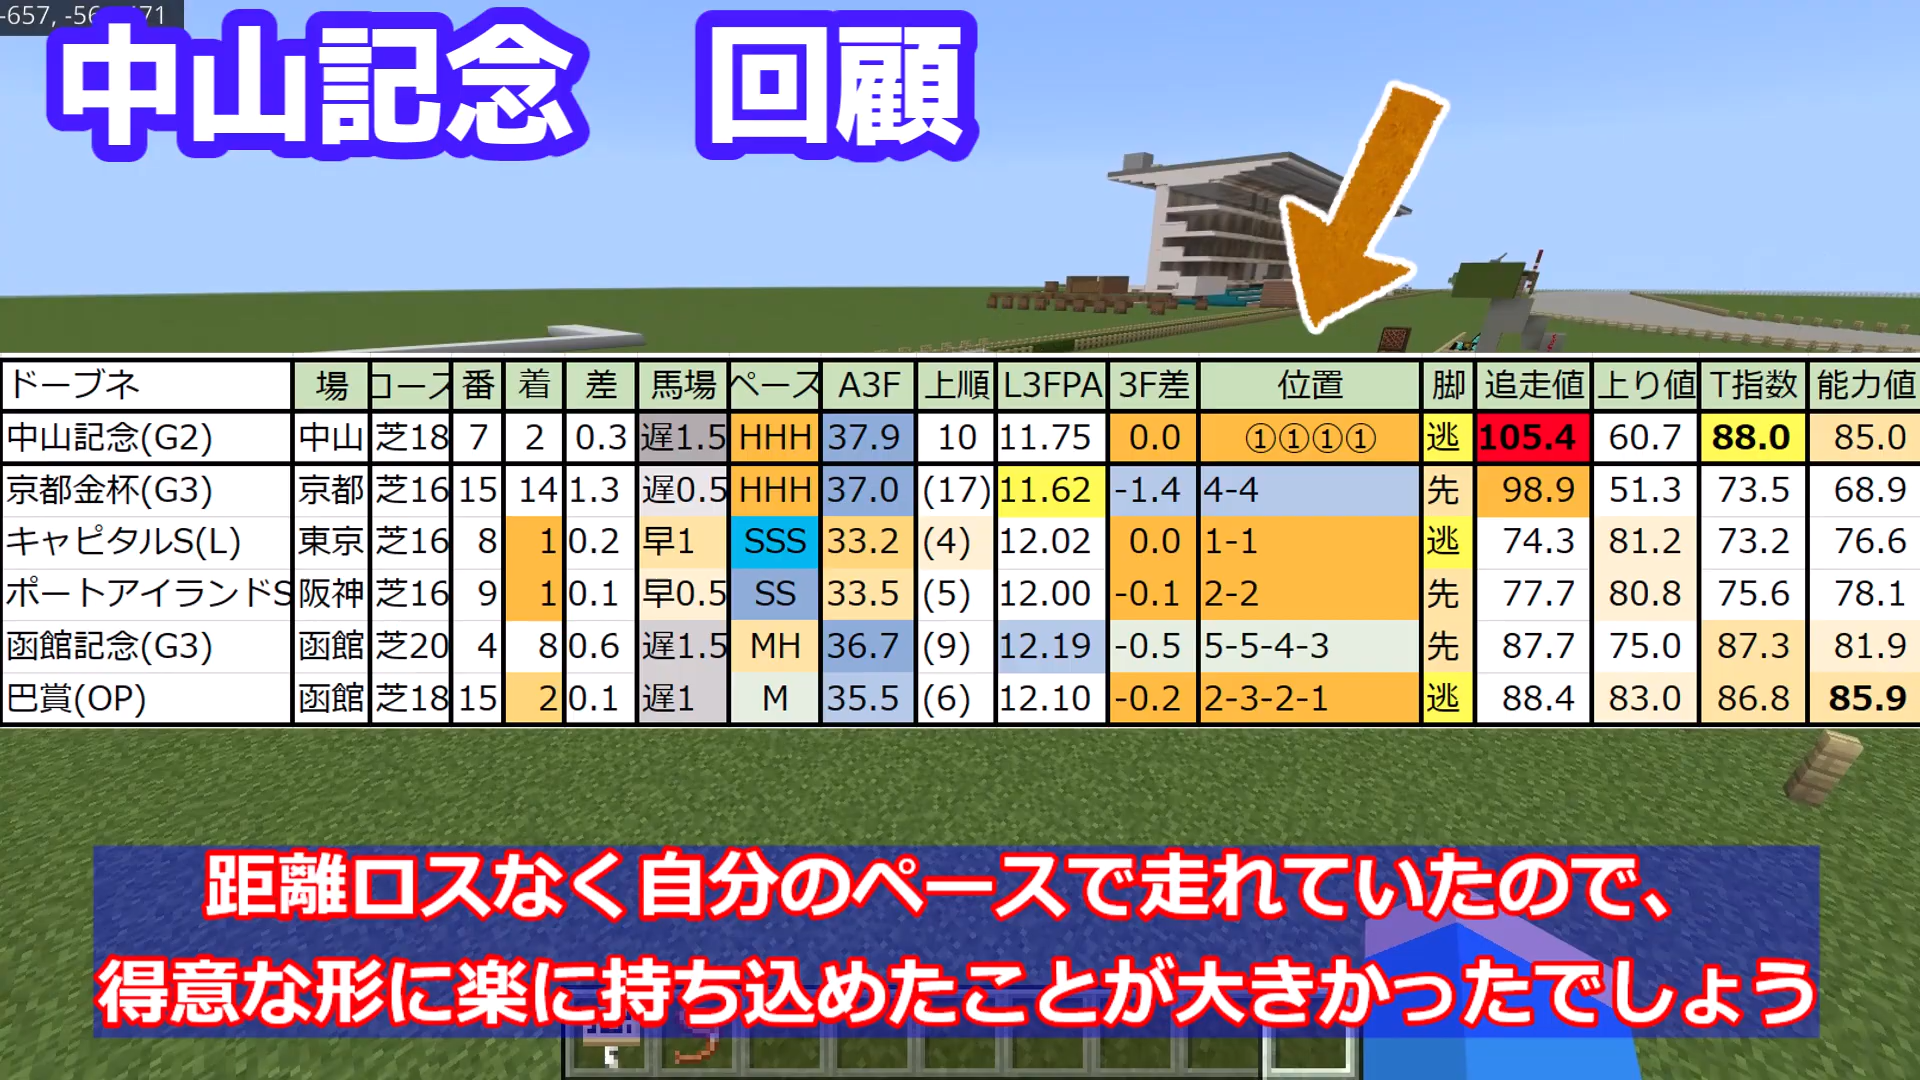 中山記念 回顧
ドーブネ 場 コース 番 着 差 馬場 ペース A3F 上順 L3FPA 3F差 位置 脚 追走値 上り値 T指数 能力値
中山記念(G2) 中山 芝18 7 2 0.3 遅1.5 HHH 37.9 10 11.75 0.0 ①①①① 逃 105.4 60.7 88.0 85.0
京都金杯(G3) 京都 芝16 15 14 1.3 遅0.5 HHH 37.0 (17) 11.62 -1.4 4-4 先 98.9 51.3 73.5 68.9
キャピタルS(L) 東京 芝16 8 1 0.2 早1 SSS 33.2 (4) 12.02 0.0 1-1 逃 74.3 81.2 73.2 76.6
ポートアイランドS 阪神 芝16 9 1 0.1 早0.5 SS 33.5 (5) 12.00 -0.1 2-2 先 77.7 80.8 75.6 78.1
函館記念(G3) 函館 芝20 4 8 0.6 遅1.5 MH 36.7 (9) 12.19 -0.5 5-5-4-3 先 87.7 75.0 87.3 81.9
巴賞(OP) 函館 芝18 15 2 0.1 遅1 M 35.5 (6) 12.10 -0.2 2-3-2-1 逃 88.4 83.0 86.8 85.9
距離ロスなく自分のペースで走れていたので、
得意な形に楽に持ち込めたことが大きかったでしょう